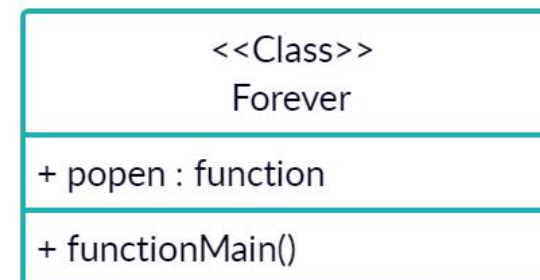 <<Class>>
Forever
+ popen : function
+ functionMain()